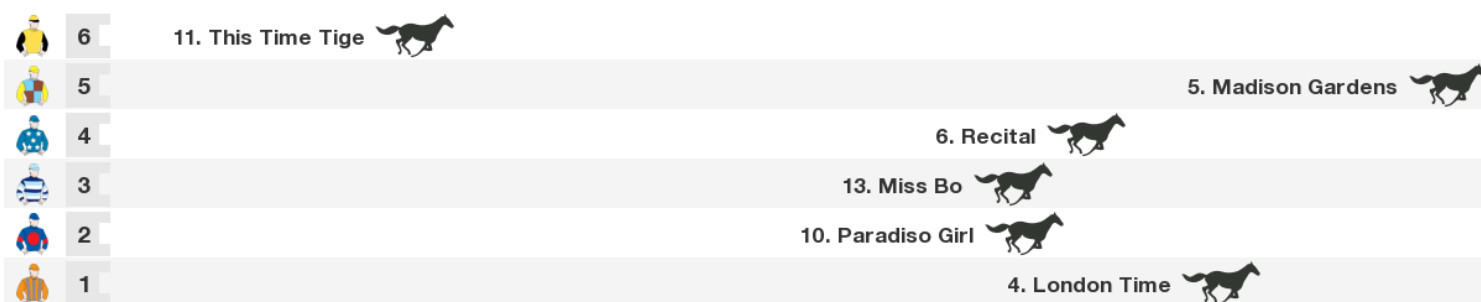 6 11. This Time Tige
5 5. Madison Gardens
4 6. Recital
3 13. Miss Bo
2 10. Paradiso Girl
1 4. London Time